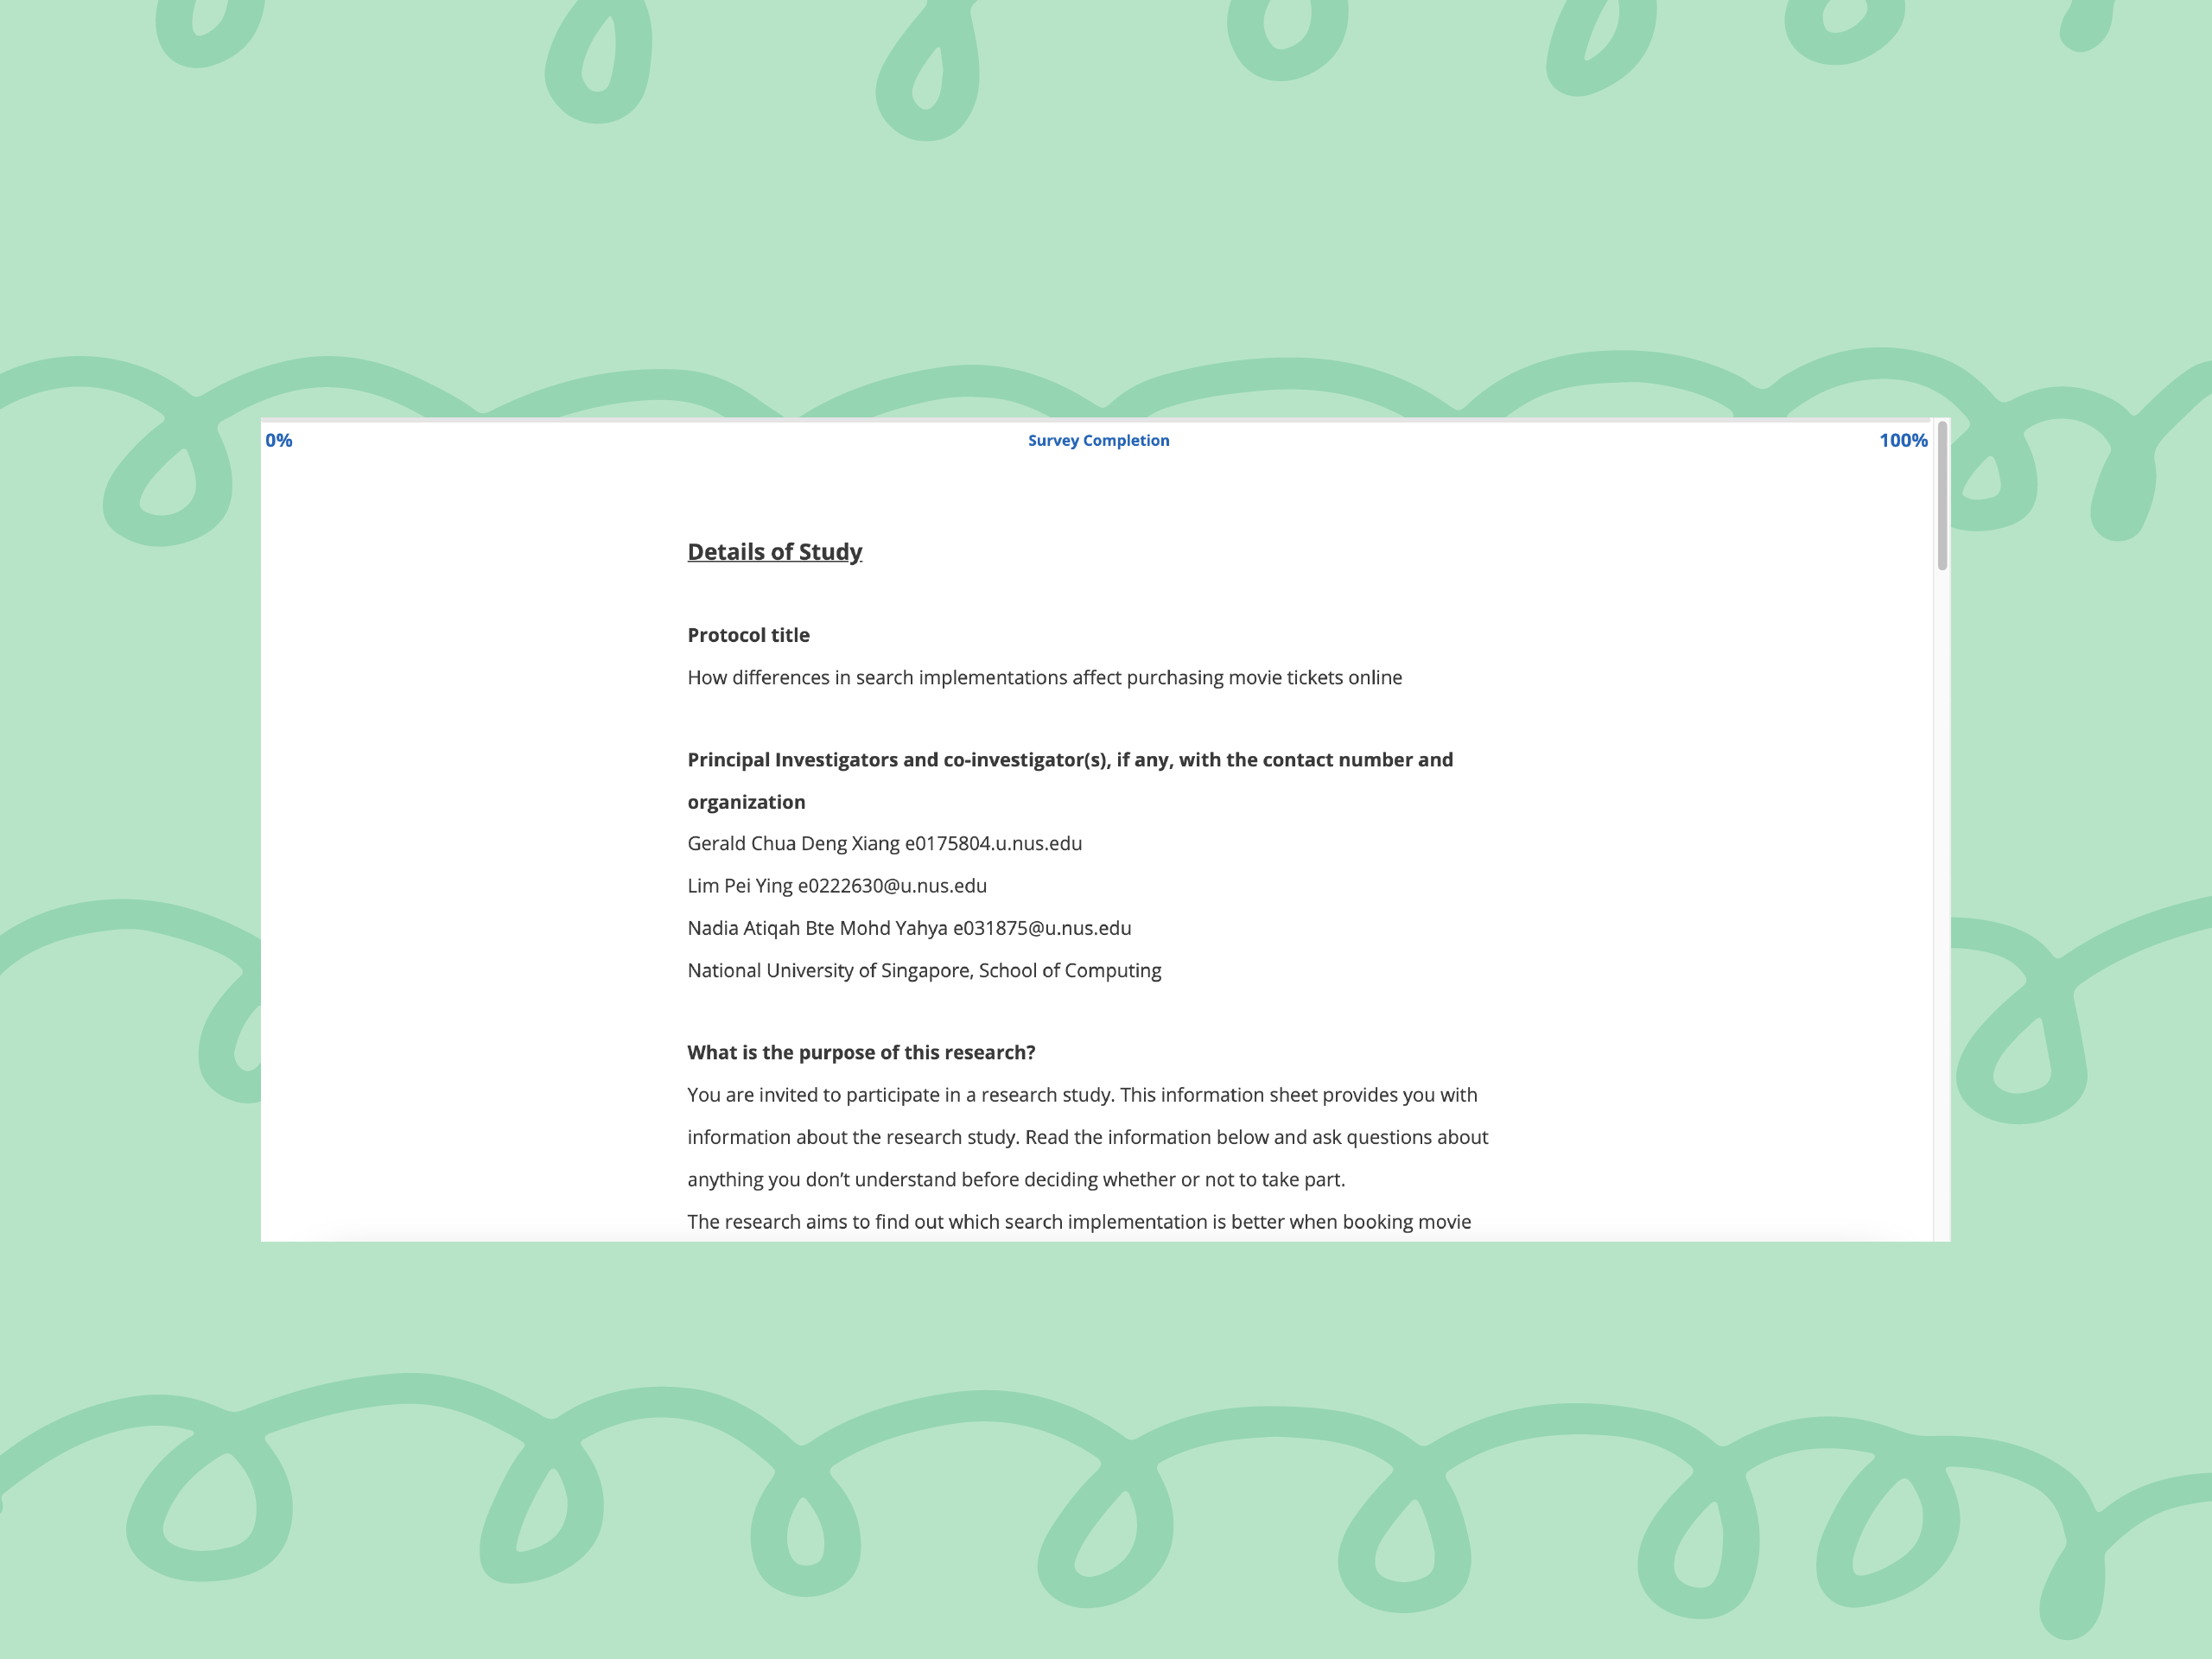 0% Survey Completion 100%
Details of Study
Protocol title
How differences in search implementations affect purchasing movie tickets online
Principal Investigators and co-investigator(s), if any, with the contact number and
organization
Gerald Chua Deng Xiang e0175804.u.nus.edu
Lim Pei Ying e0222630@u.nus.edu
Nadia Atiqah Bte Mohd Yahya e031875@u.nus.edu
National University of Singapore, School of Computing
What is the purpose of this research?
You are invited to participate in a research study. This information sheet provides you with
information about the research study. Read the information below and ask questions about
anything you don’t understand before deciding whether or not to take part.
The research aims to find out which search implementation is better when booking movie